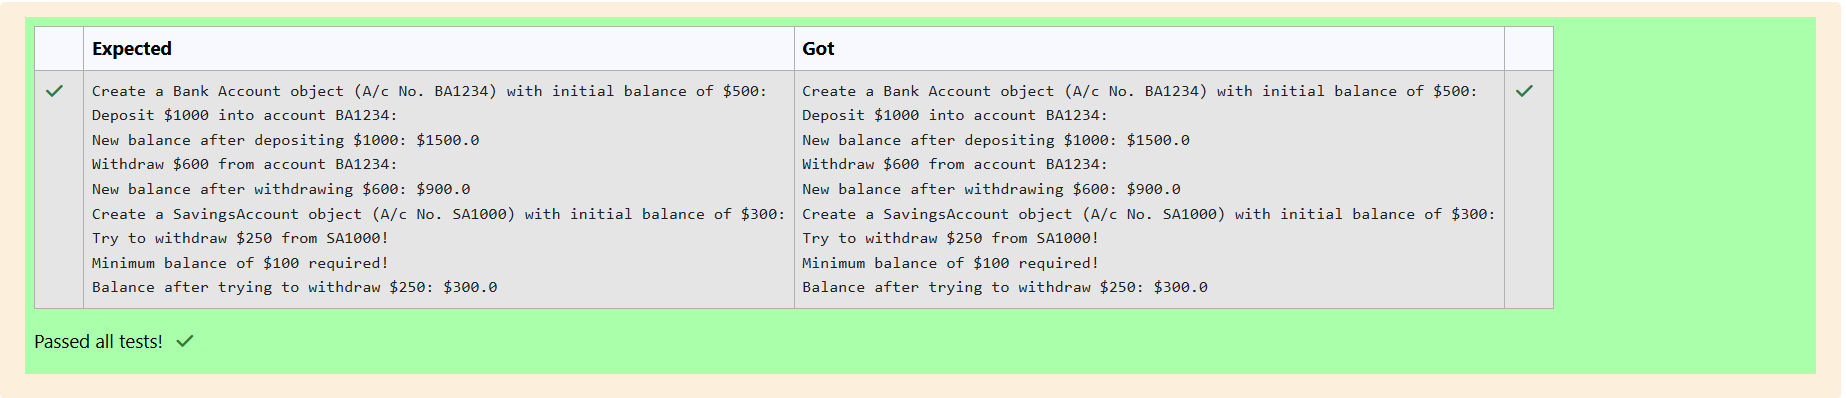 Expected
Got
Create a Bank Account object (A/c No. BA1234) with initial balance of $500:
Deposit $1000 into account BA1234:
New balance after depositing $1000: $1500.0
Withdraw $600 from account BA1234:
New balance after withdrawing $600: $900.0
Create a SavingsAccount object (A/c No. SA1000) with initial balance of $300:
Try to withdraw $250 from SA1000!
Minimum balance of $100 required!
Balance after trying to withdraw $250: $300.0
Create a Bank Account object (A/c No. BA1234) with initial balance of $500:
Deposit $1000 into account BA1234:
New balance after depositing $1000: $1500.0
Withdraw $600 from account BA1234:
New balance after withdrawing $600: $900.0
Create a SavingsAccount object (A/c No. SA1000) with initial balance of $300:
Try to withdraw $250 from SA1000!
Minimum balance of $100 required!
Balance after trying to withdraw $250: $300.0
Passed all tests!